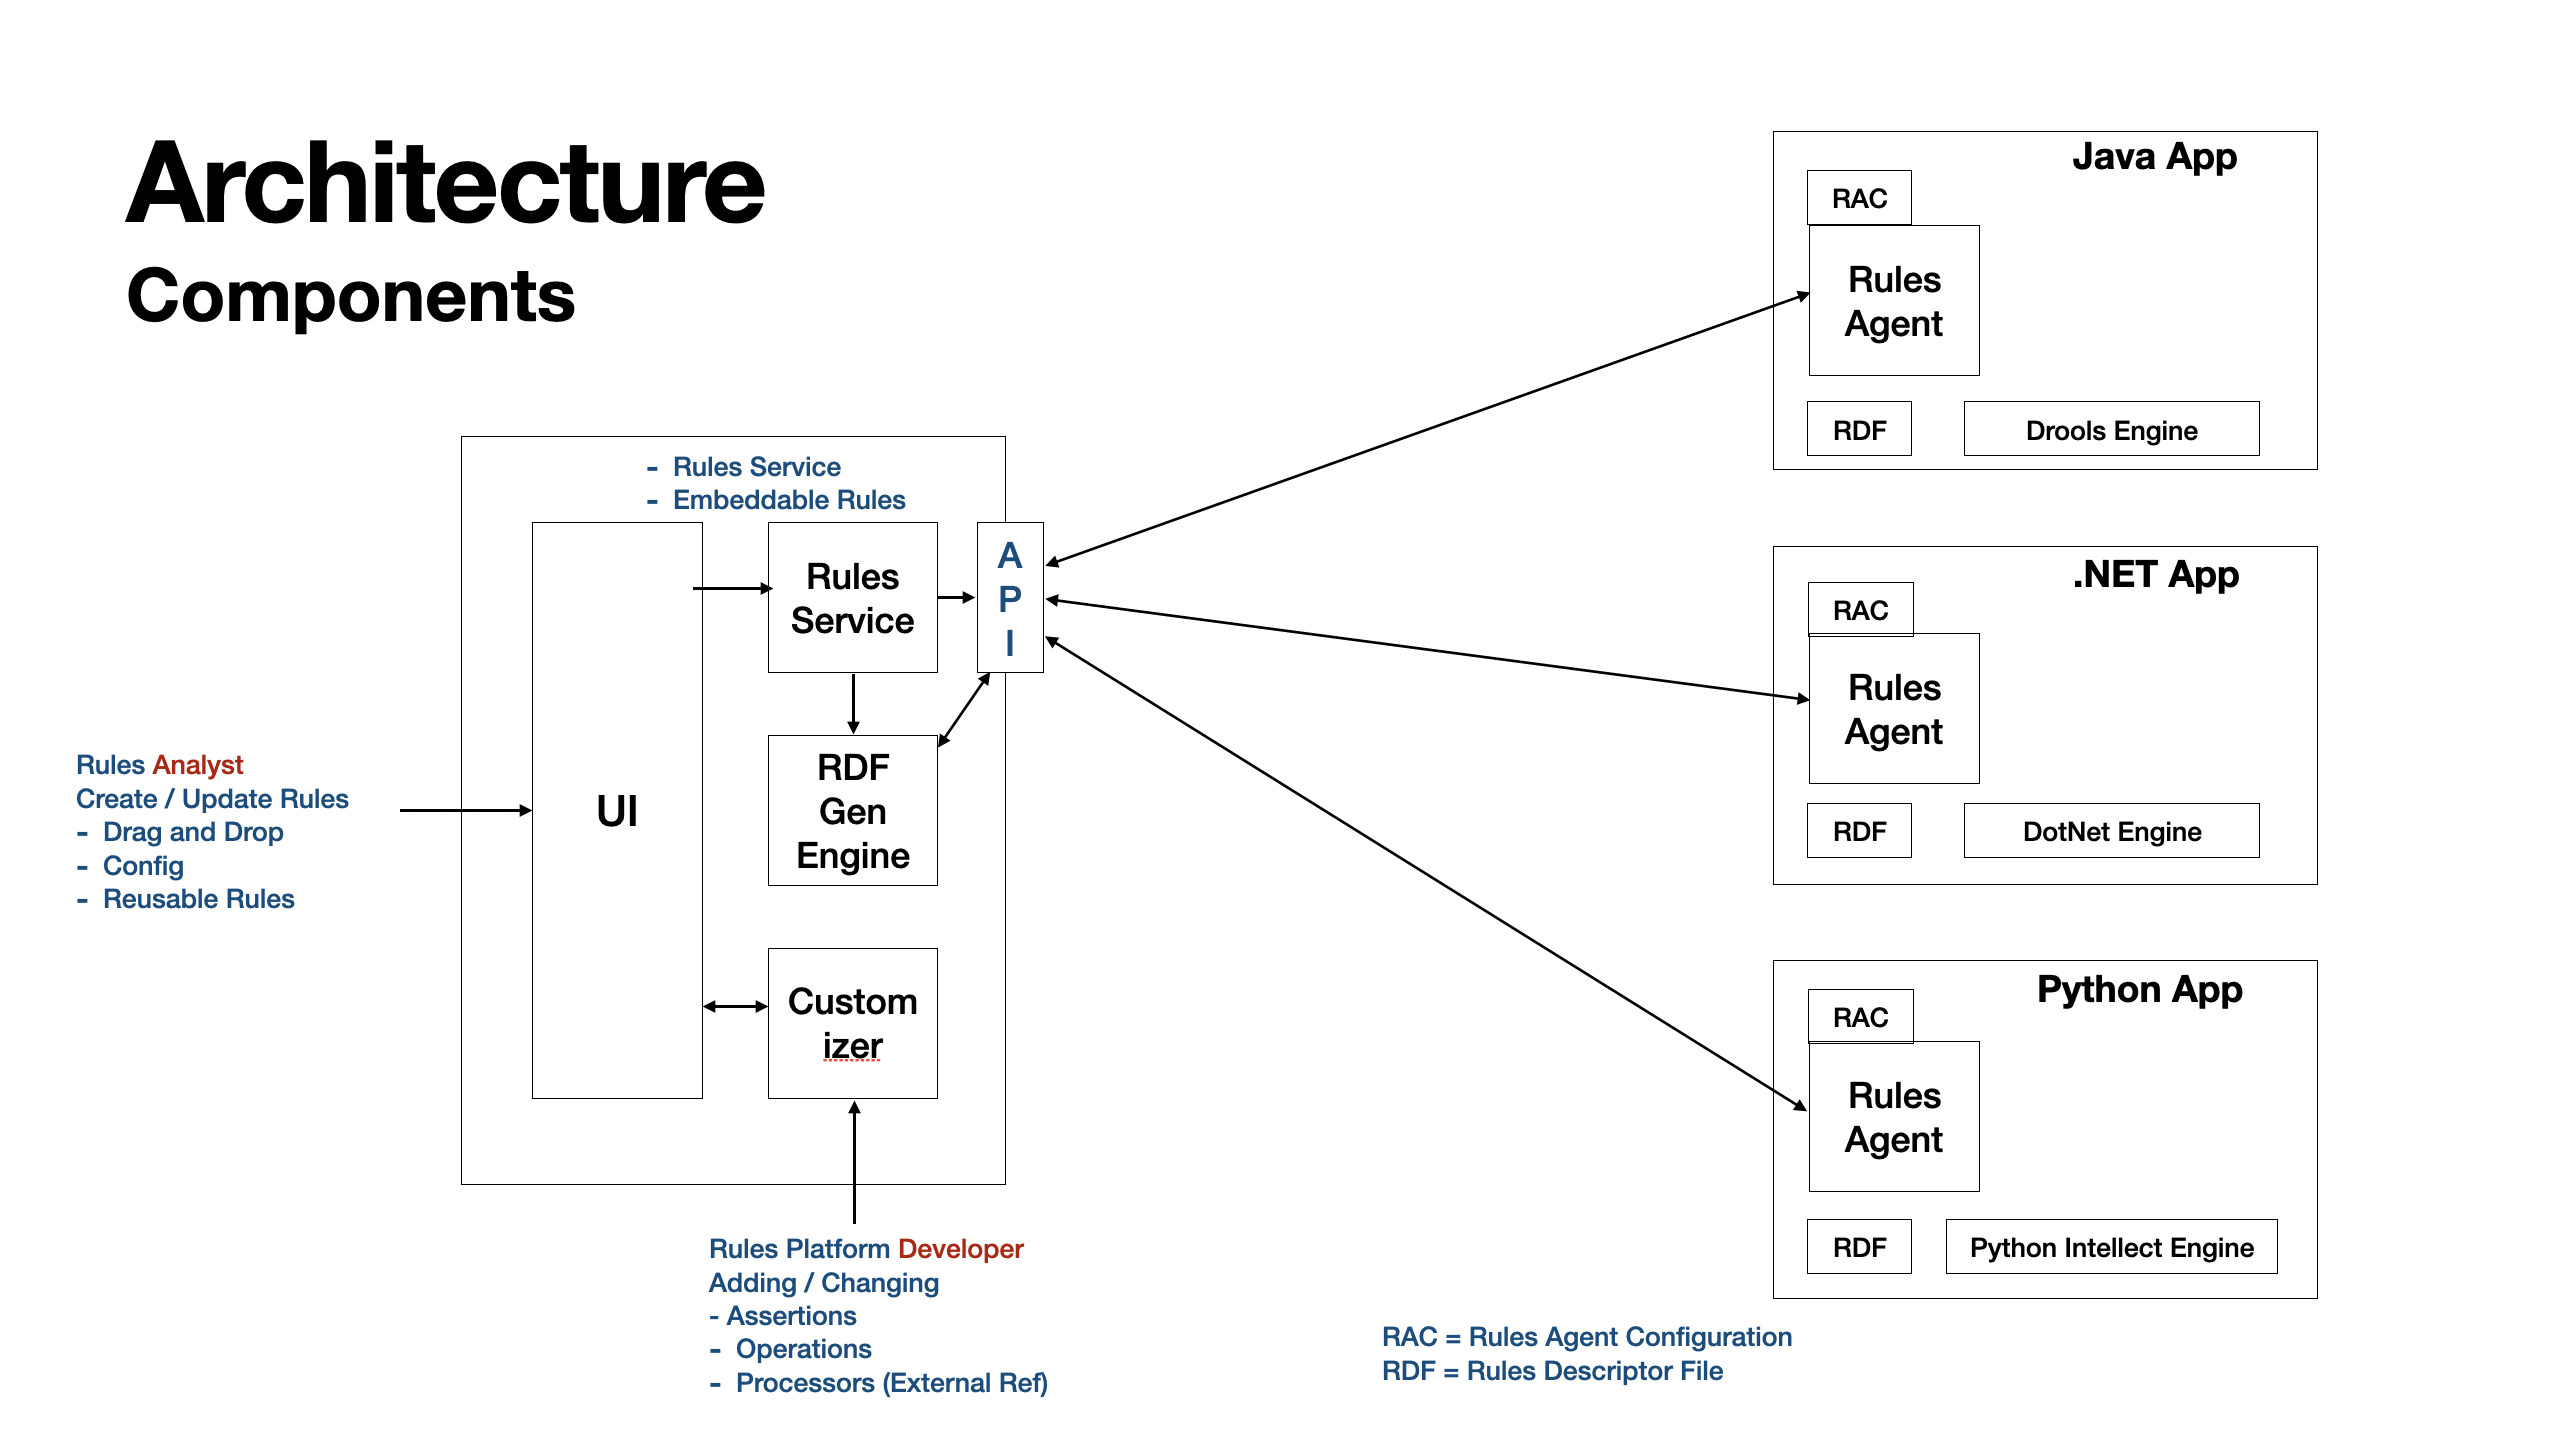 Architecture
Components
- Rules Service
- Embeddable Rules
UI
Rules
Service
A
P
I
RDF
Gen
Engine
Custom
izer
Rules Analyst
Create / Update Rules
- Drag and Drop
- Config
- Reusable Rules
Rules Platform Developer
Adding / Changing
- Assertions
- Operations
- Processors (External Ref)
Java App
RAC
Rules
Agent
RDF
Drools Engine
.NET App
RAC
Rules
Agent
RDF
DotNet Engine
Python App
RAC
Rules
Agent
RDF
Python Intellect Engine
RAC = Rules Agent Configuration
RDF = Rules Descriptor File